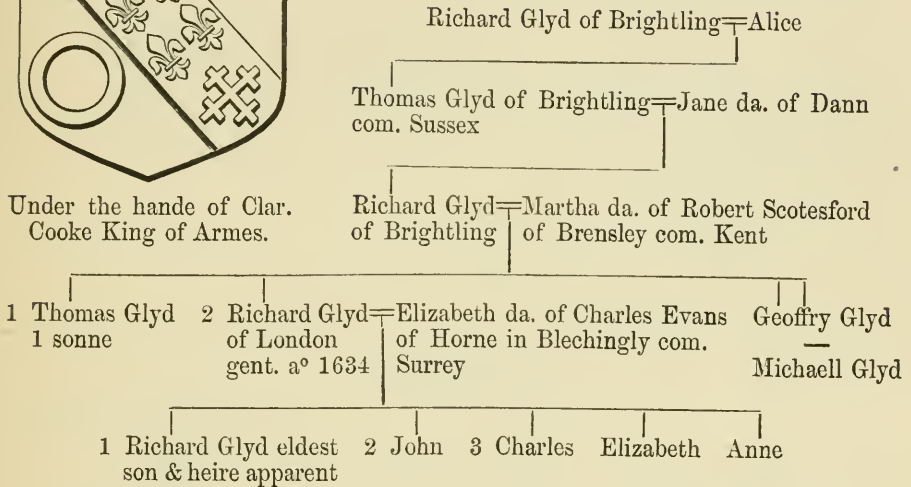 Richard Glyd of Brightling=Alice
Thomas Glyd of Brightling=Jane da. of Dann
com. Sussex
Under the hande of Clar.
Cooke King of Armes.
Richard Glyd=Martha da. of Robert Scotesford
of Brightling of Brensley com. Kent
1 Thomas Glyd
1 sonne
2 Richard Glyd=Elizabeth da. of Charles Evans
of London of Horne in Blechingly com.
gent. aº 1634 Surrey
Geoffry Glyd
Michaell Glyd
1 Richard Glyd eldest
son & heire apparent
2 John
3 Charles
Elizabeth
Anne